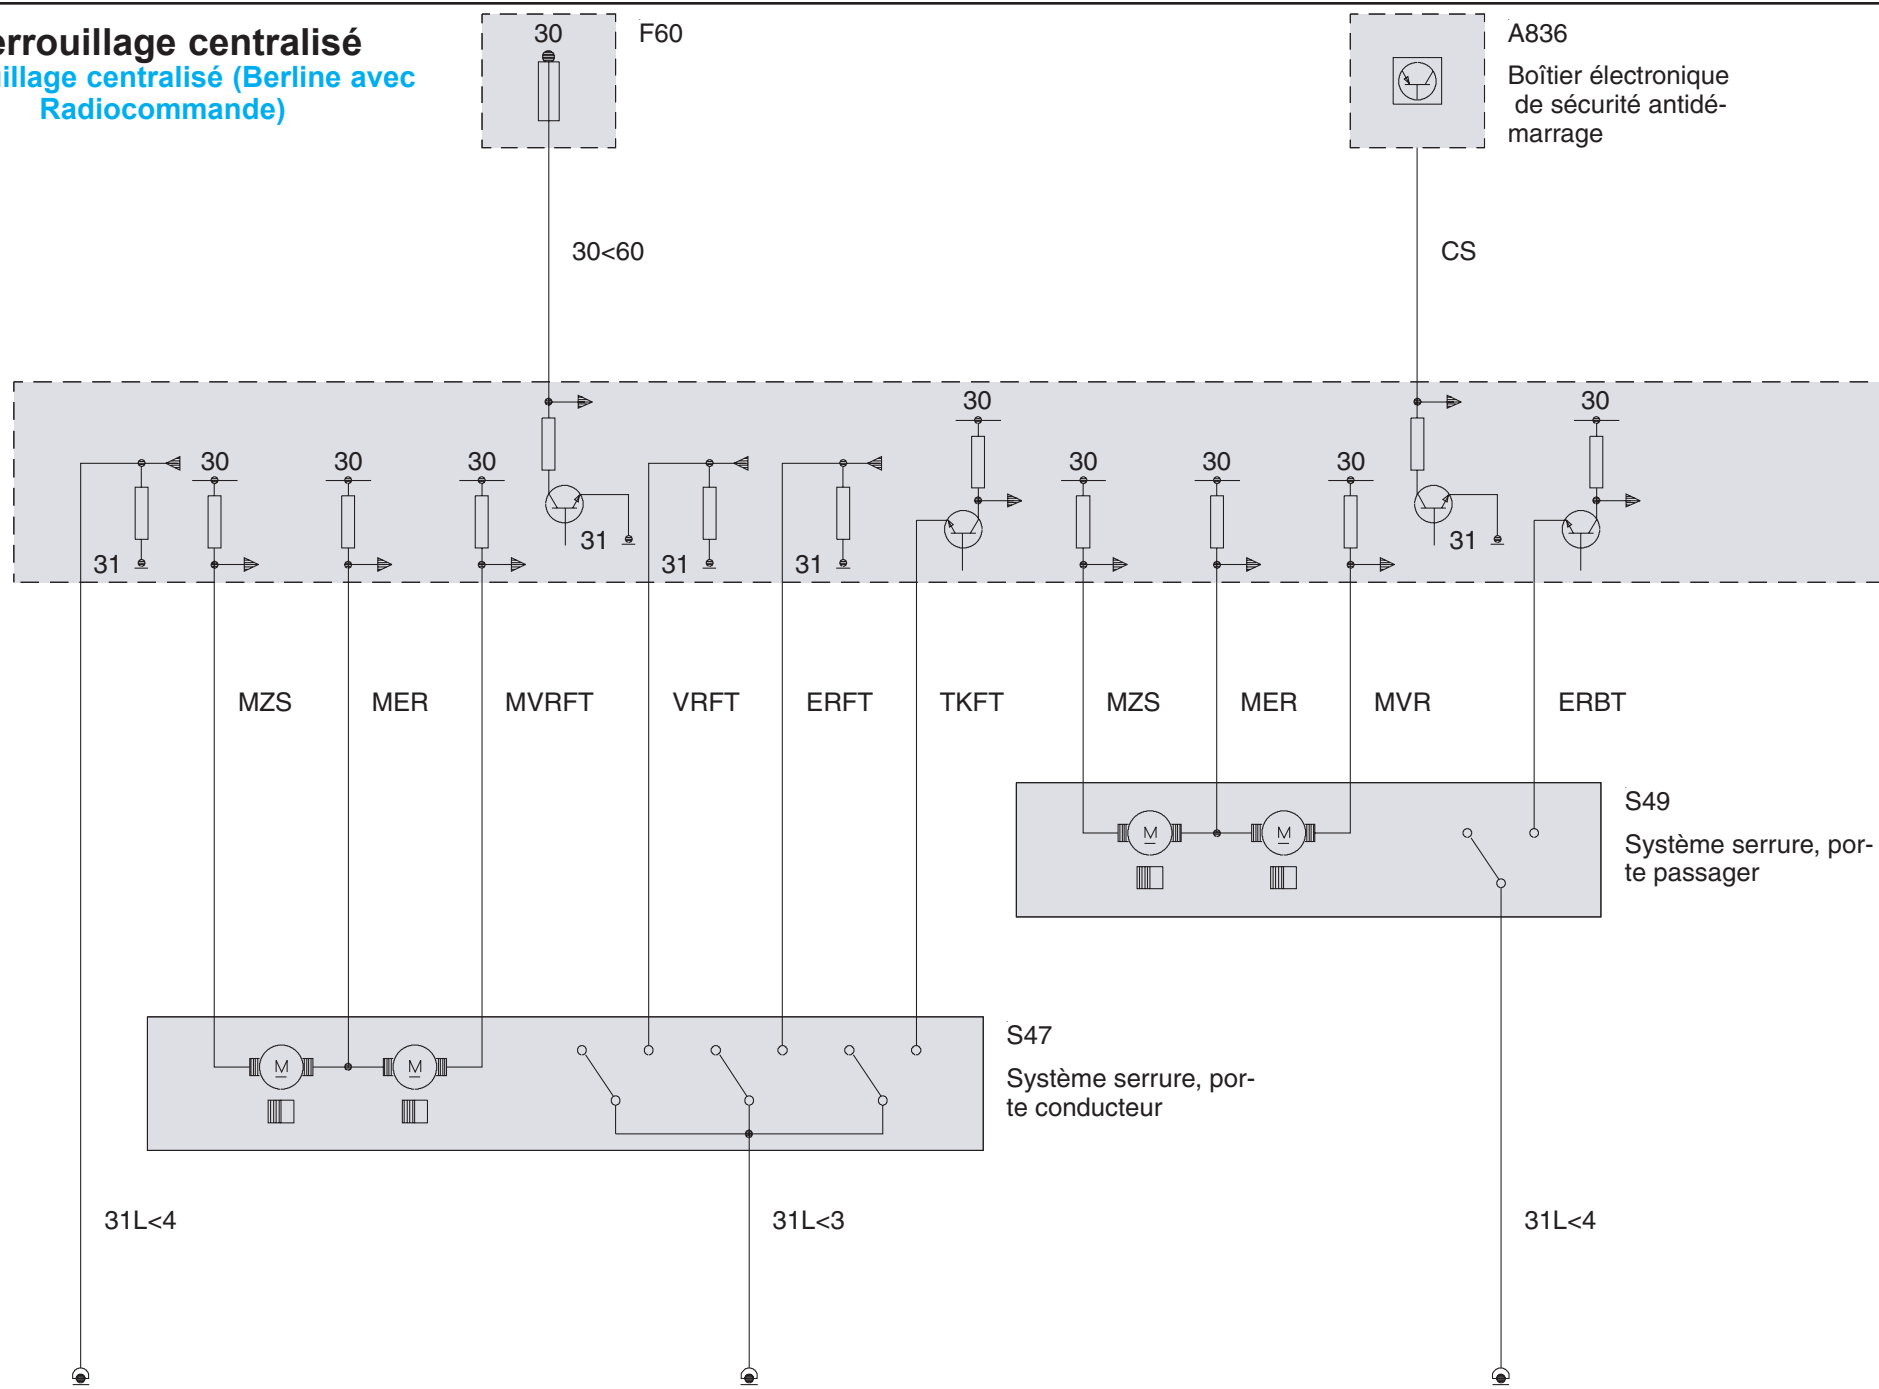 errouillage centralisé
illage centralisé (Berline avec
Radiocommande)
30
F60
A836
Boîtier électronique
de sécurité antidé-
marrage
30<60
CS
30
30
30
30
30
30
30
30
31
31
31
31
31
MZS
MER
MVRFT
VRFT
ERFT
TKFT
MZS
MER
MVR
ERBT
S49
Système serrure, por-
te passager
M
M
S47
Système serrure, por-
te conducteur
M
M
31L<4
31L<3
31L<4